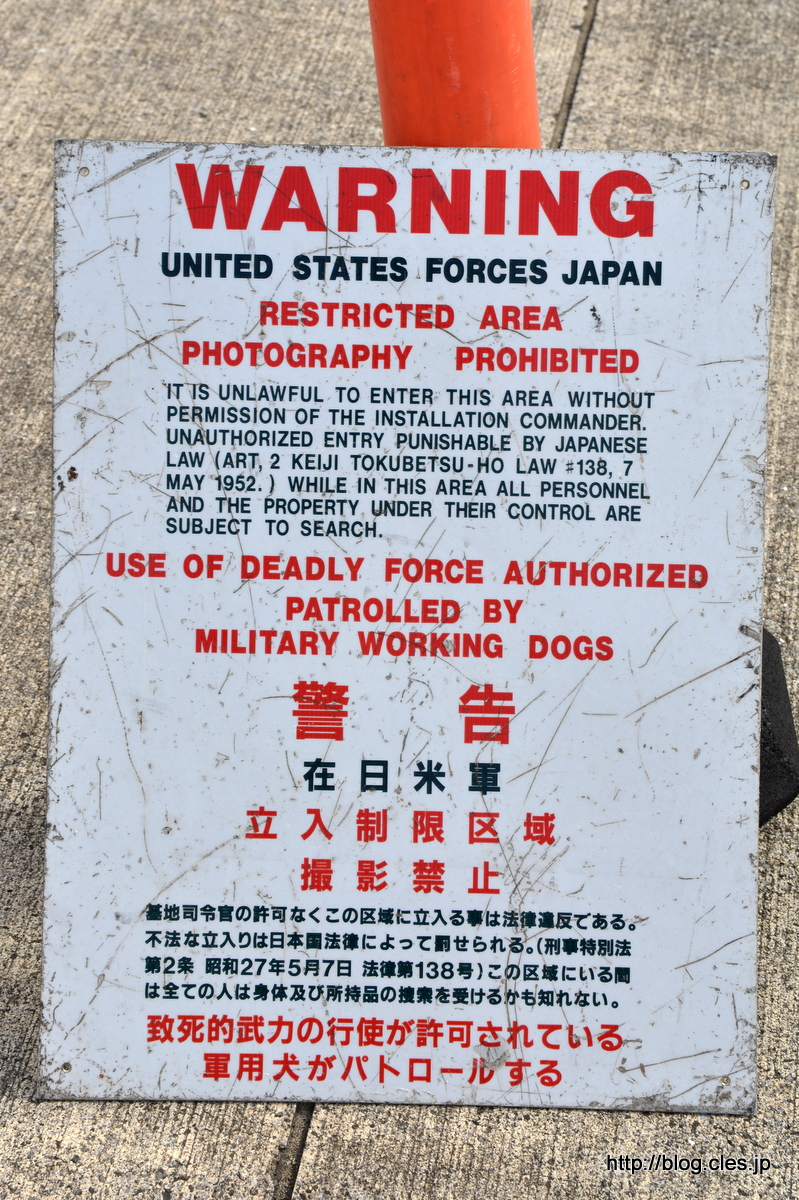 WARNING
UNITED STATES FORCES JAPAN
RESTRICTED AREA
PHOTOGRAPHY PROHIBITED
IT IS UNLAWFUL TO ENTER THIS AREA WITHOUT
PERMISSION OF THE INSTALLATION COMMANDER.
UNAUTHORIZED ENTRY PUNISHABLE BY JAPANESE
LAW (ART, 2 KEIJI TOKUBETSU-HO LAW #138, 7
MAY 1952.) WHILE IN THIS AREA ALL PERSONNEL
AND THE PROPERTY UNDER THEIR CONTROL ARE
SUBJECT TO SEARCH.
USE OF DEADLY FORCE AUTHORIZED
PATROLLED BY
MILITARY WORKING DOGS
警告
在日米軍
立入制限区域
撮影禁止
基地司令官の許可なくこの区域に立入る事は法律違反である。
不法な立入りは日本国法律によって罰せられる。(刑事特別法
第2条 昭和27年5月7日 法律第138号)この区域にいる間
は全ての人は身体及び所持品の捜索を受けるかも知れない。
致死的武力の行使が許可されている
軍用犬がパトロールする
http://blog.cles.jp